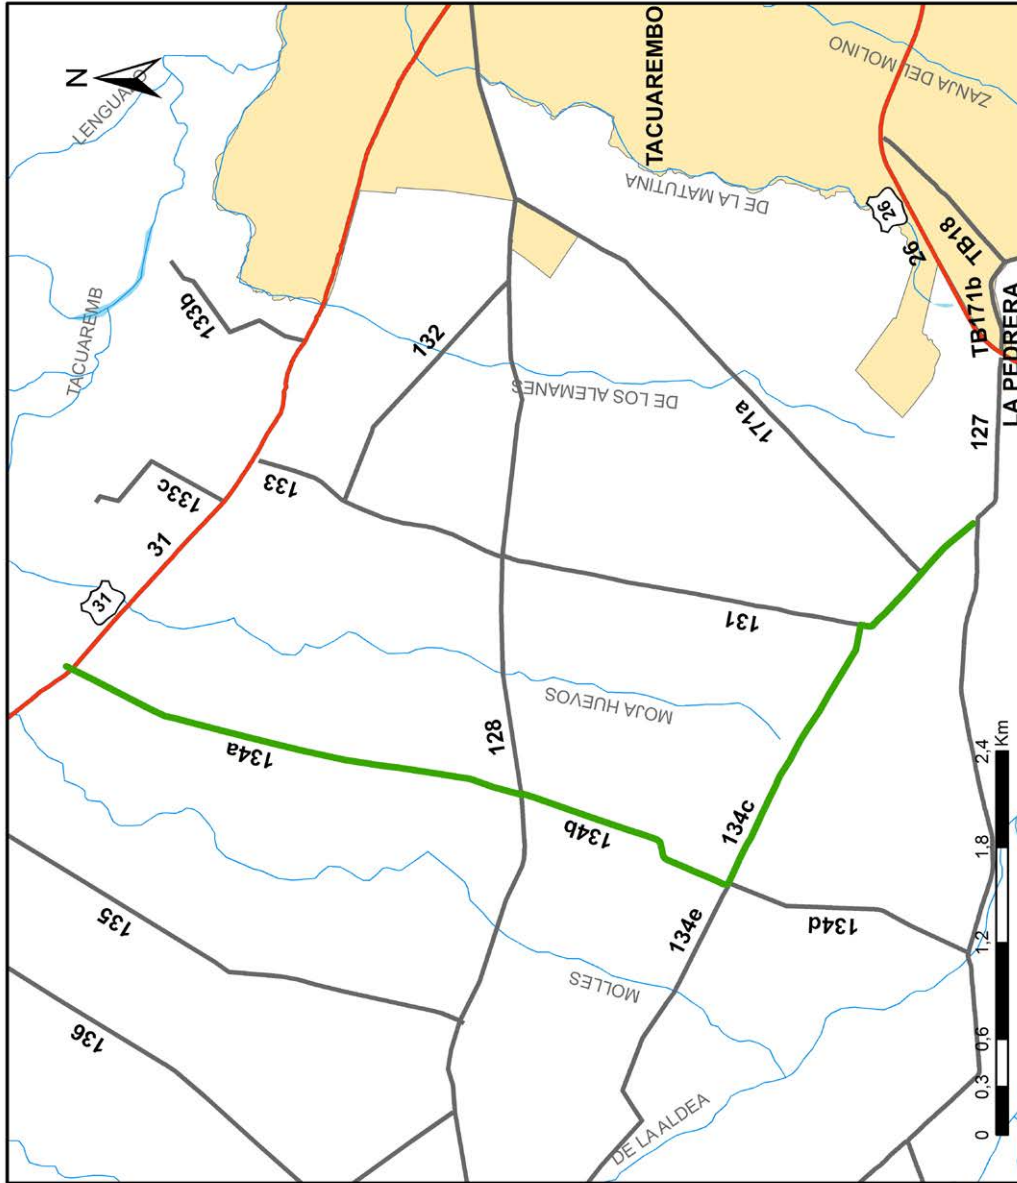 N
LENGUAZO
TACUAREMB
133b
133c
31
31
133
132
TACUAREMBO
ZANJA DEL MOLINO
DE LA MATUTINA
26
26
TB18
TB171b
LA PEDRERA
127
DE LOS ALEMANES
171a
131
MOJA HUEVOS
128
134a
134b
134c
134e
134d
135
136
MOLLES
DE LA ALDEA
0 0,3 0,6 1,2 1,8 2,4
Km